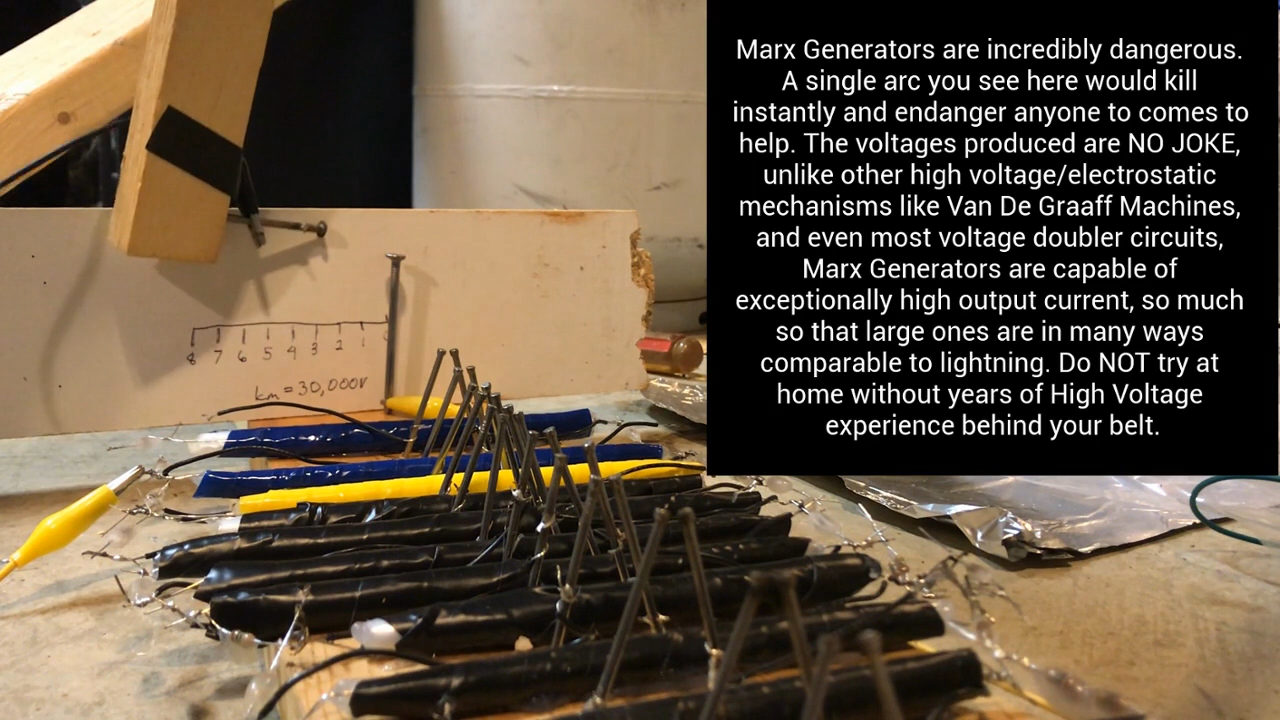 Marx Generators are incredibly dangerous.
A single arc you see here would kill
instantly and endanger anyone to comes to
help. The voltages produced are NO JOKE,
unlike other high voltage/electrostatic
mechanisms like Van De Graaff Machines,
and even most voltage doubler circuits,
Marx Generators are capable of
exceptionally high output current, so much
so that large ones are in many ways
comparable to lightning. Do NOT try at
home without years of High Voltage
experience behind your belt.
8 7 6 5 4 3 2 1
km = 30,000V